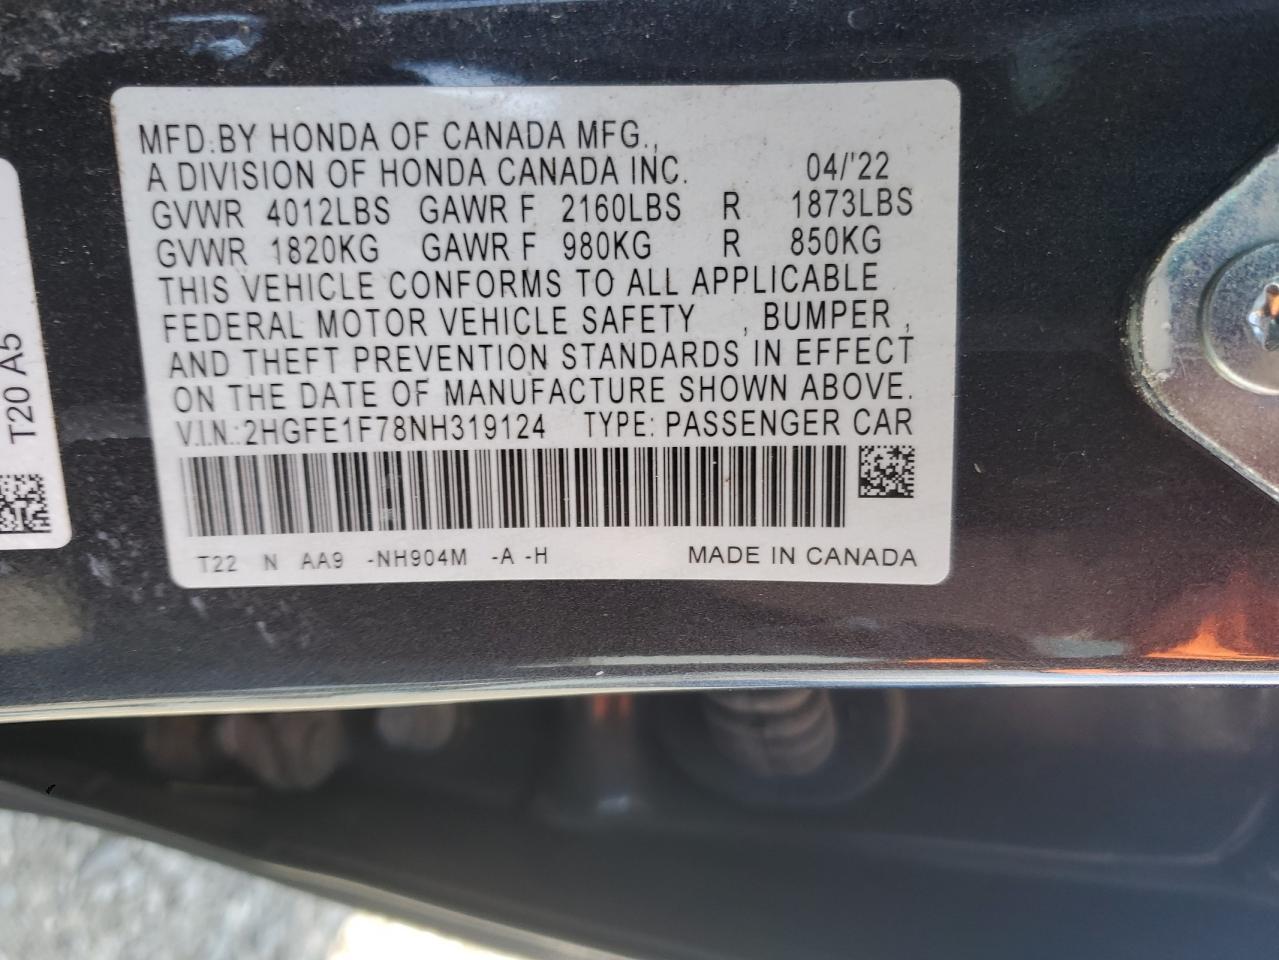 MFD.BY HONDA OF CANADA MFG.,
A DIVISION OF HONDA CANADA INC. 04/'22
GVWR 4012LBS GAWR F 2160LBS R 1873LBS
GVWR 1820KG GAWR F 980KG R 850KG
THIS VEHICLE CONFORMS TO ALL APPLICABLE
FEDERAL MOTOR VEHICLE SAFETY , BUMPER ,
AND THEFT PREVENTION STANDARDS IN EFFECT
ON THE DATE OF MANUFACTURE SHOWN ABOVE.
V.I.N.:2HGFE1F78NH319124 TYPE: PASSENGER CAR
T22 N AA9 -NH904M -A -H MADE IN CANADA
T20 A5